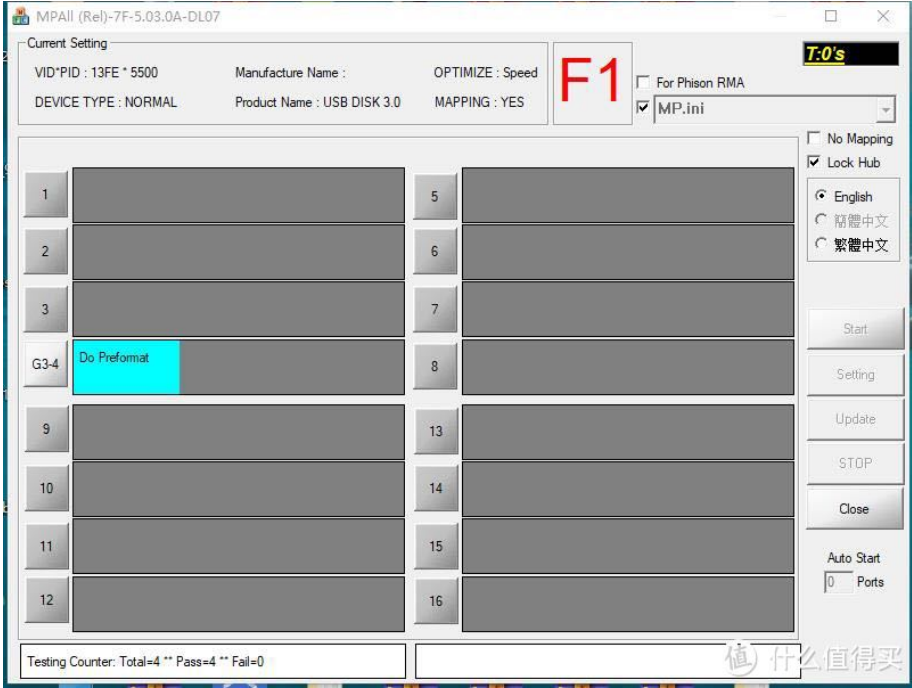 MPAll (Rel)-7F-5.03.0A-DL07
Current Setting
VID*PID : 13FE * 5500
Manufacture Name :
OPTIMIZE : Speed
DEVICE TYPE : NORMAL
Product Name : USB DISK 3.0
MAPPING : YES
F1
T:0's
For Phison RMA
MP.ini
No Mapping
Lock Hub
English
簡體中文
繁體中文
1
5
2
6
3
7
G3-4
Do Preformat
8
9
13
10
14
11
15
12
16
Start
Setting
Update
STOP
Close
Auto Start
0 Ports
Testing Counter: Total=4 ** Pass=4 ** Fail=0
值 什么值得买